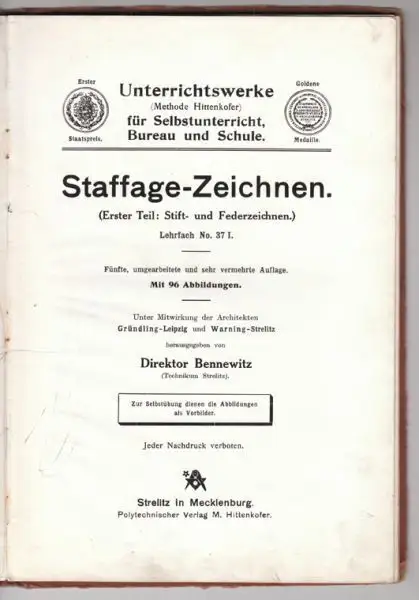 Erster
Staatspreis.
Unterrichtswerke
(Methode Hittenkofer)
für Selbstunterricht,
Bureau und Schule.
Goldene
Medaille.
Staffage-Zeichnen.
(Erster Teil: Stift- und Federzeichnen.)
Lehrfach No. 37 I.
Fünfte, umgearbeitete und sehr vermehrte Auflage.
Mit 96 Abbildungen.
Unter Mitwirkung der Architekten
Gründling-Leipzig und Warning-Strelitz
herausgegeben von
Direktor Bennewitz
(Technikum Strelitz).
Zur Selbstübung dienen die Abbildungen
als Vorbilder.
Jeder Nachdruck verboten.
Strelitz in Mecklenburg.
Polytechnischer Verlag M. Hittenkofer.